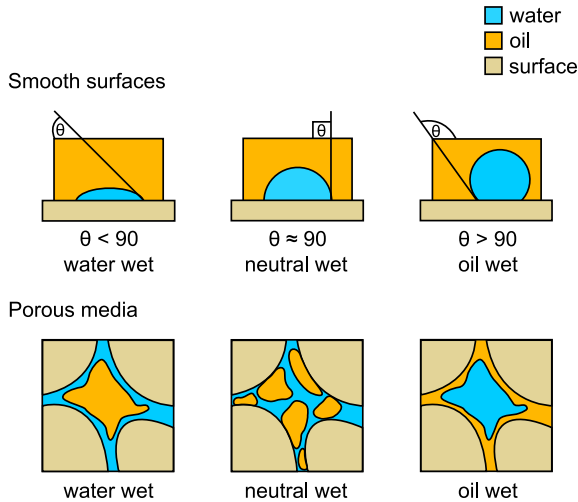 water
oil
surface
Smooth surfaces
θ θ θ
θ < 90 θ ≈ 90 θ > 90
water wet neutral wet oil wet
Porous media
water wet neutral wet oil wet